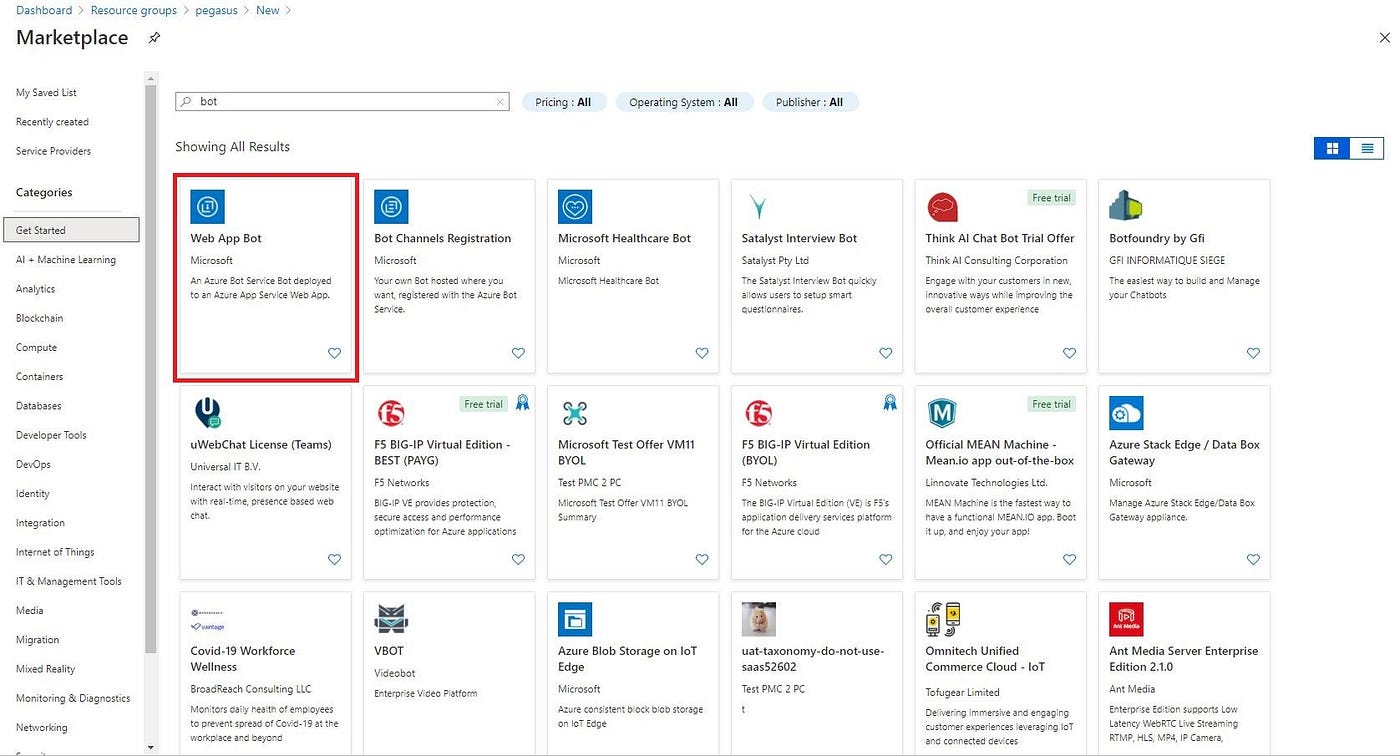 Dashboard > Resource groups > pegasus > New >
Marketplace
My Saved List
Recently created
Service Providers
Categories
Get Started
AI + Machine Learning
Analytics
Blockchain
Compute
Containers
Databases
Developer Tools
DevOps
Identity
Integration
Internet of Things
IT & Management Tools
Media
Migration
Mixed Reality
Monitoring & Diagnostics
Networking
bot
Pricing : All
Operating System : All
Publisher : All
Showing All Results
Web App Bot
Microsoft
An Azure Bot Service Bot deployed
to an Azure App Service Web App.
Bot Channels Registration
Microsoft
Your own Bot hosted where you
want, registered with the Azure Bot
Service.
Microsoft Healthcare Bot
Microsoft
Microsoft Healthcare Bot
Satalyst Interview Bot
Satalyst Pty Ltd
The Satalyst Interview Bot quickly
allows users to setup smart
questionnaires.
Free trial
Think AI Chat Bot Trial Offer
Think AI Consulting Corporation
Engage with your customers in new,
innovative ways while improving the
overall customer experience
Botfoundry by Gfi
GFI INFORMATIQUE SIEGE
The easiest way to build and Manage
your Chatbots
U
uWebChat License (Teams)
Universal IT B.V.
Interact with visitors on your website
with real-time, presence based web
chat.
f5
Free trial
F5 BIG-IP Virtual Edition -
BEST (PAYG)
F5 Networks
BIG-IP VE provides protection,
secure access and performance
optimization for Azure applications
Microsoft Test Offer VM11
BYOL
Test PMC 2 PC
Microsoft Test Offer VM11 BYOL
Summary
f5
F5 BIG-IP Virtual Edition
(BYOL)
F5 Networks
The BIG-IP Virtual Edition (VE) is F5's
application delivery services platform
for the Azure cloud
M
Free trial
Official MEAN Machine -
Mean.io app out-of-the-box
Linnovate Technologies Ltd.
MEAN Machine is the fastest way to
have a functional MEAN.IO app. Boot
it up, and enjoy your app!
Azure Stack Edge / Data Box
Gateway
Microsoft
Manage Azure Stack Edge/Data Box
Gateway appliance.
vantage
Covid-19 Workforce
Wellness
BroadReach Consulting LLC
Monitors daily health of employees
to prevent spread of Covid-19 at the
workplace and beyond
VBOT
Videobot
Enterprise Video Platform
Azure Blob Storage on IoT
Edge
Microsoft
Azure consistent block blob storage
on IoT Edge
uat-taxonomy-do-not-use-
saas52602
Test PMC 2 PC
t
Omnitech Unified
Commerce Cloud - IoT
Tofugear Limited
Delivering immersive and engaging
customer experiences leveraging IoT
and connected devices
Ant Media
Ant Media Server Enterprise
Edition 2.1.0
Ant Media
Enterprise Edition supports Low
Latency WebRTC Live Streaming
RTMP, HLS, MP4, IP Camera,